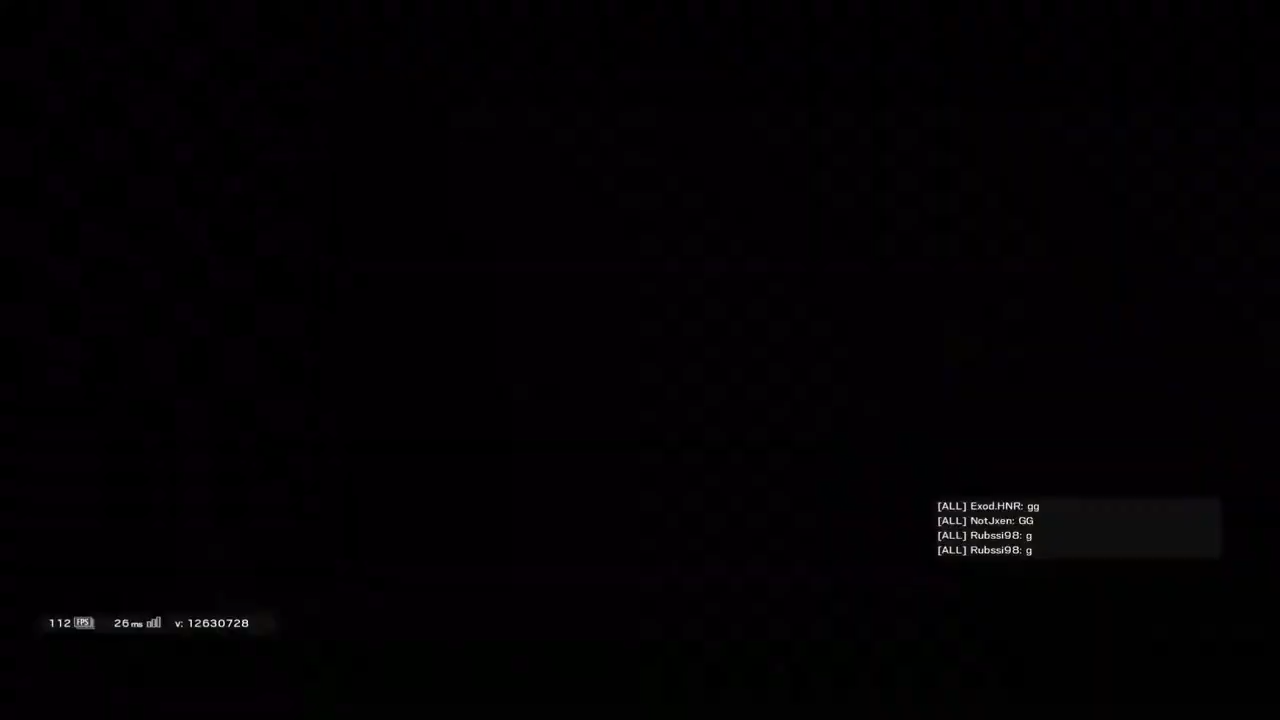 [ALL] Exod.HNR: gg
[ALL] NotJxen: GG
[ALL] Rubssi98: g
[ALL] Rubssi98: g
112 FPS 26 ms v: 12630728